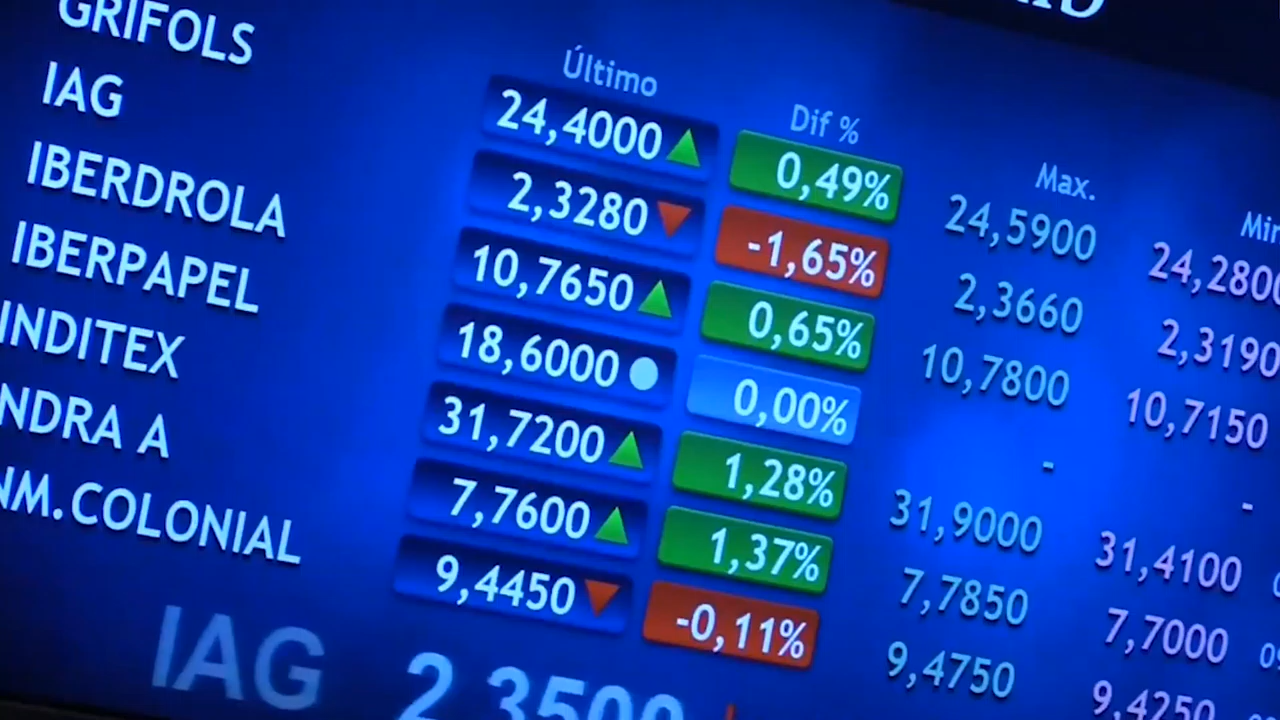 Último Dif % Max.
GRIFOLS 24,4000 0,49% 24,5900 24,2800
IAG 2,3280 -1,65% 2,3660 2,3190
IBERDROLA 10,7650 0,65% 10,7800 10,7150
IBERPAPEL 18,6000 0,00% - -
INDITEX 31,7200 1,28% 31,9000 31,4100
NDRA A 7,7600 1,37% 7,7850 7,7000
NM.COLONIAL 9,4450 -0,11% 9,4750 9,4250
IAG 2,3500